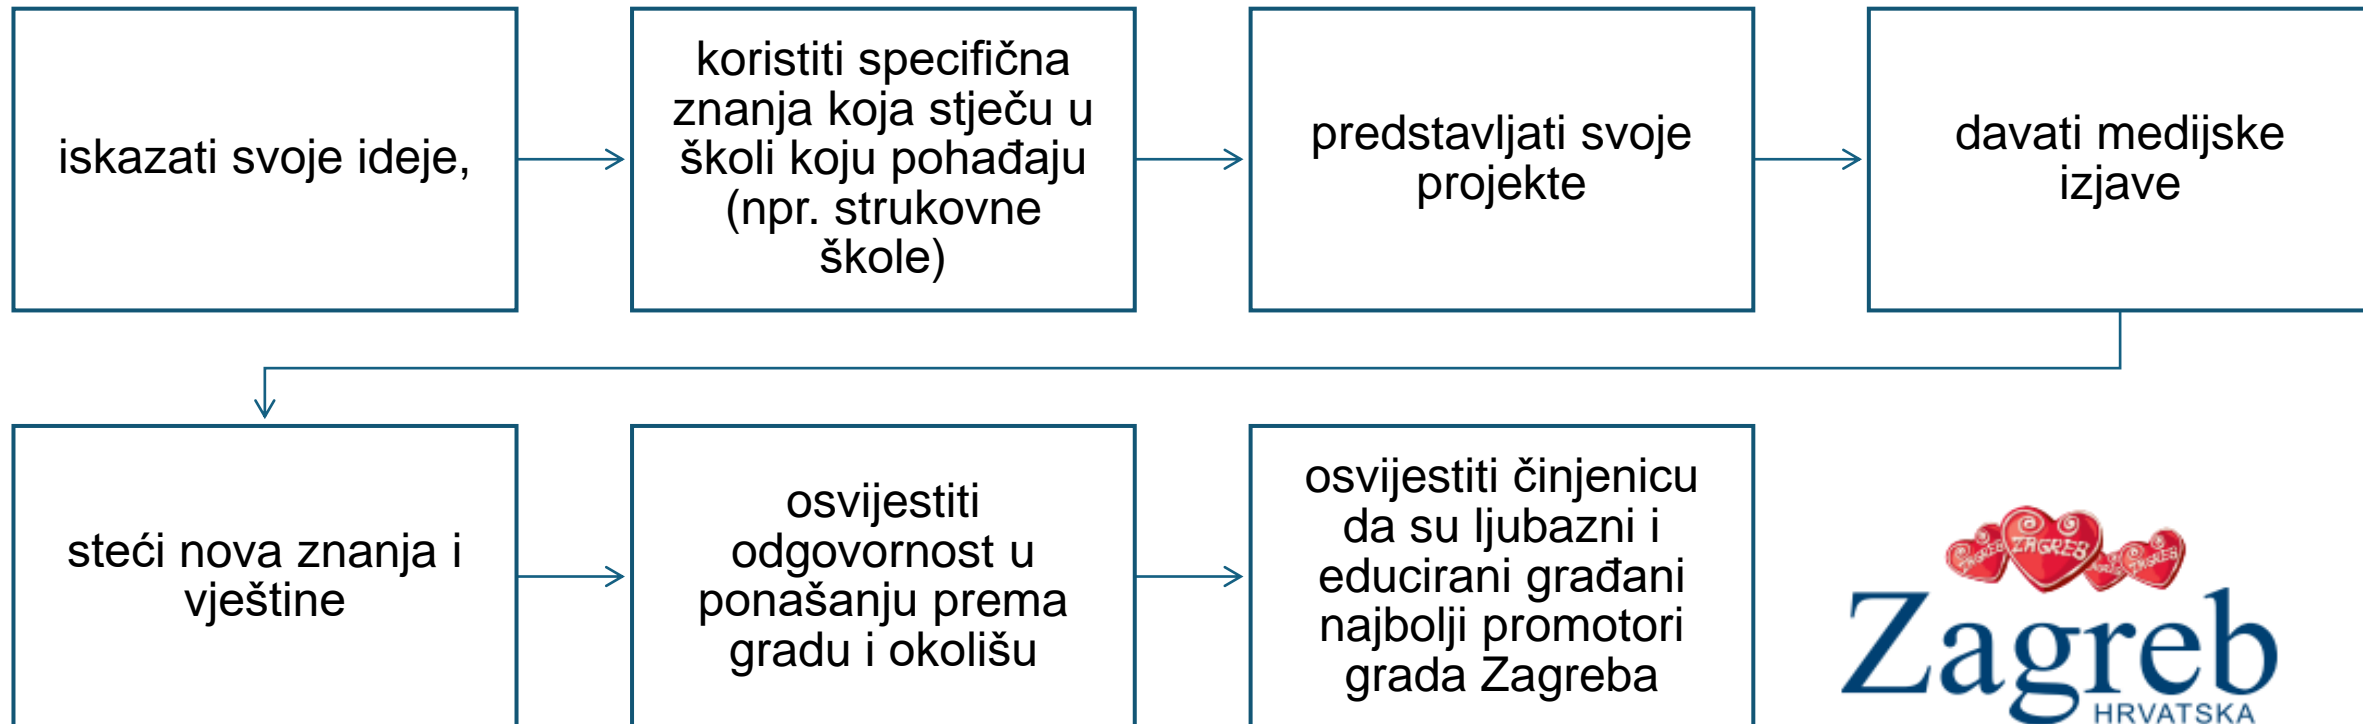 iskazati svoje ideje,
koristiti specifična
znanja koja stječu u
školi koju pohađaju
(npr. strukovne
škole)
predstavljati svoje
projekte
davati medijske
izjave
steći nova znanja i
vještine
osvijestiti
odgovornost u
ponašanju prema
gradu i okolišu
osvijestiti činjenicu
da su ljubazni i
educirani građani
najbolji promotori
grada Zagreba
ZAGREB
Zagreb
HRVATSKA